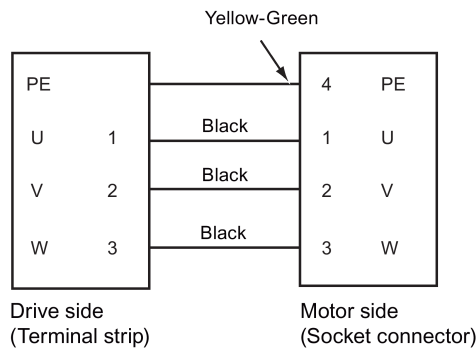 Yellow-Green
PE 4 PE
Black
U 1 1 U
Black
V 2 2 V
Black
W 3 3 W
Drive side
(Terminal strip)
Motor side
(Socket connector)